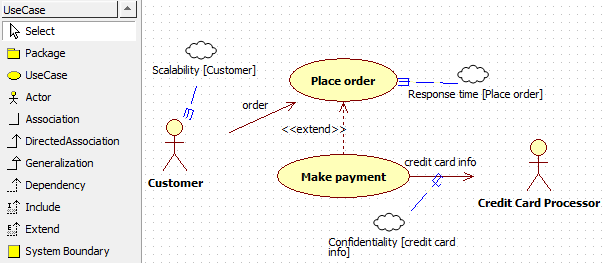 UseCase
Select
Package
UseCase
Actor
Association
DirectedAssociation
Generalization
Dependency
Include
Extend
System Boundary
Scalability [Customer]
Place order
Response time [Place order]
order
<<extend>>
Customer
Make payment
credit card info
Credit Card Processor
Confidentiality [credit card
info]